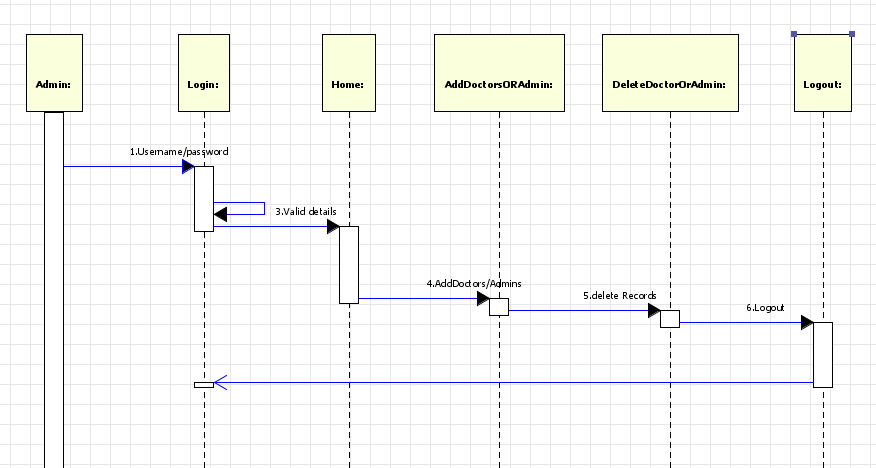 Admin:
Login:
Home:
AddDoctorsORAdmin:
DeleteDoctorOrAdmin:
Logout:
1.Username/password
3.Valid details
4.AddDoctors/Admins
5.delete Records
6.Logout